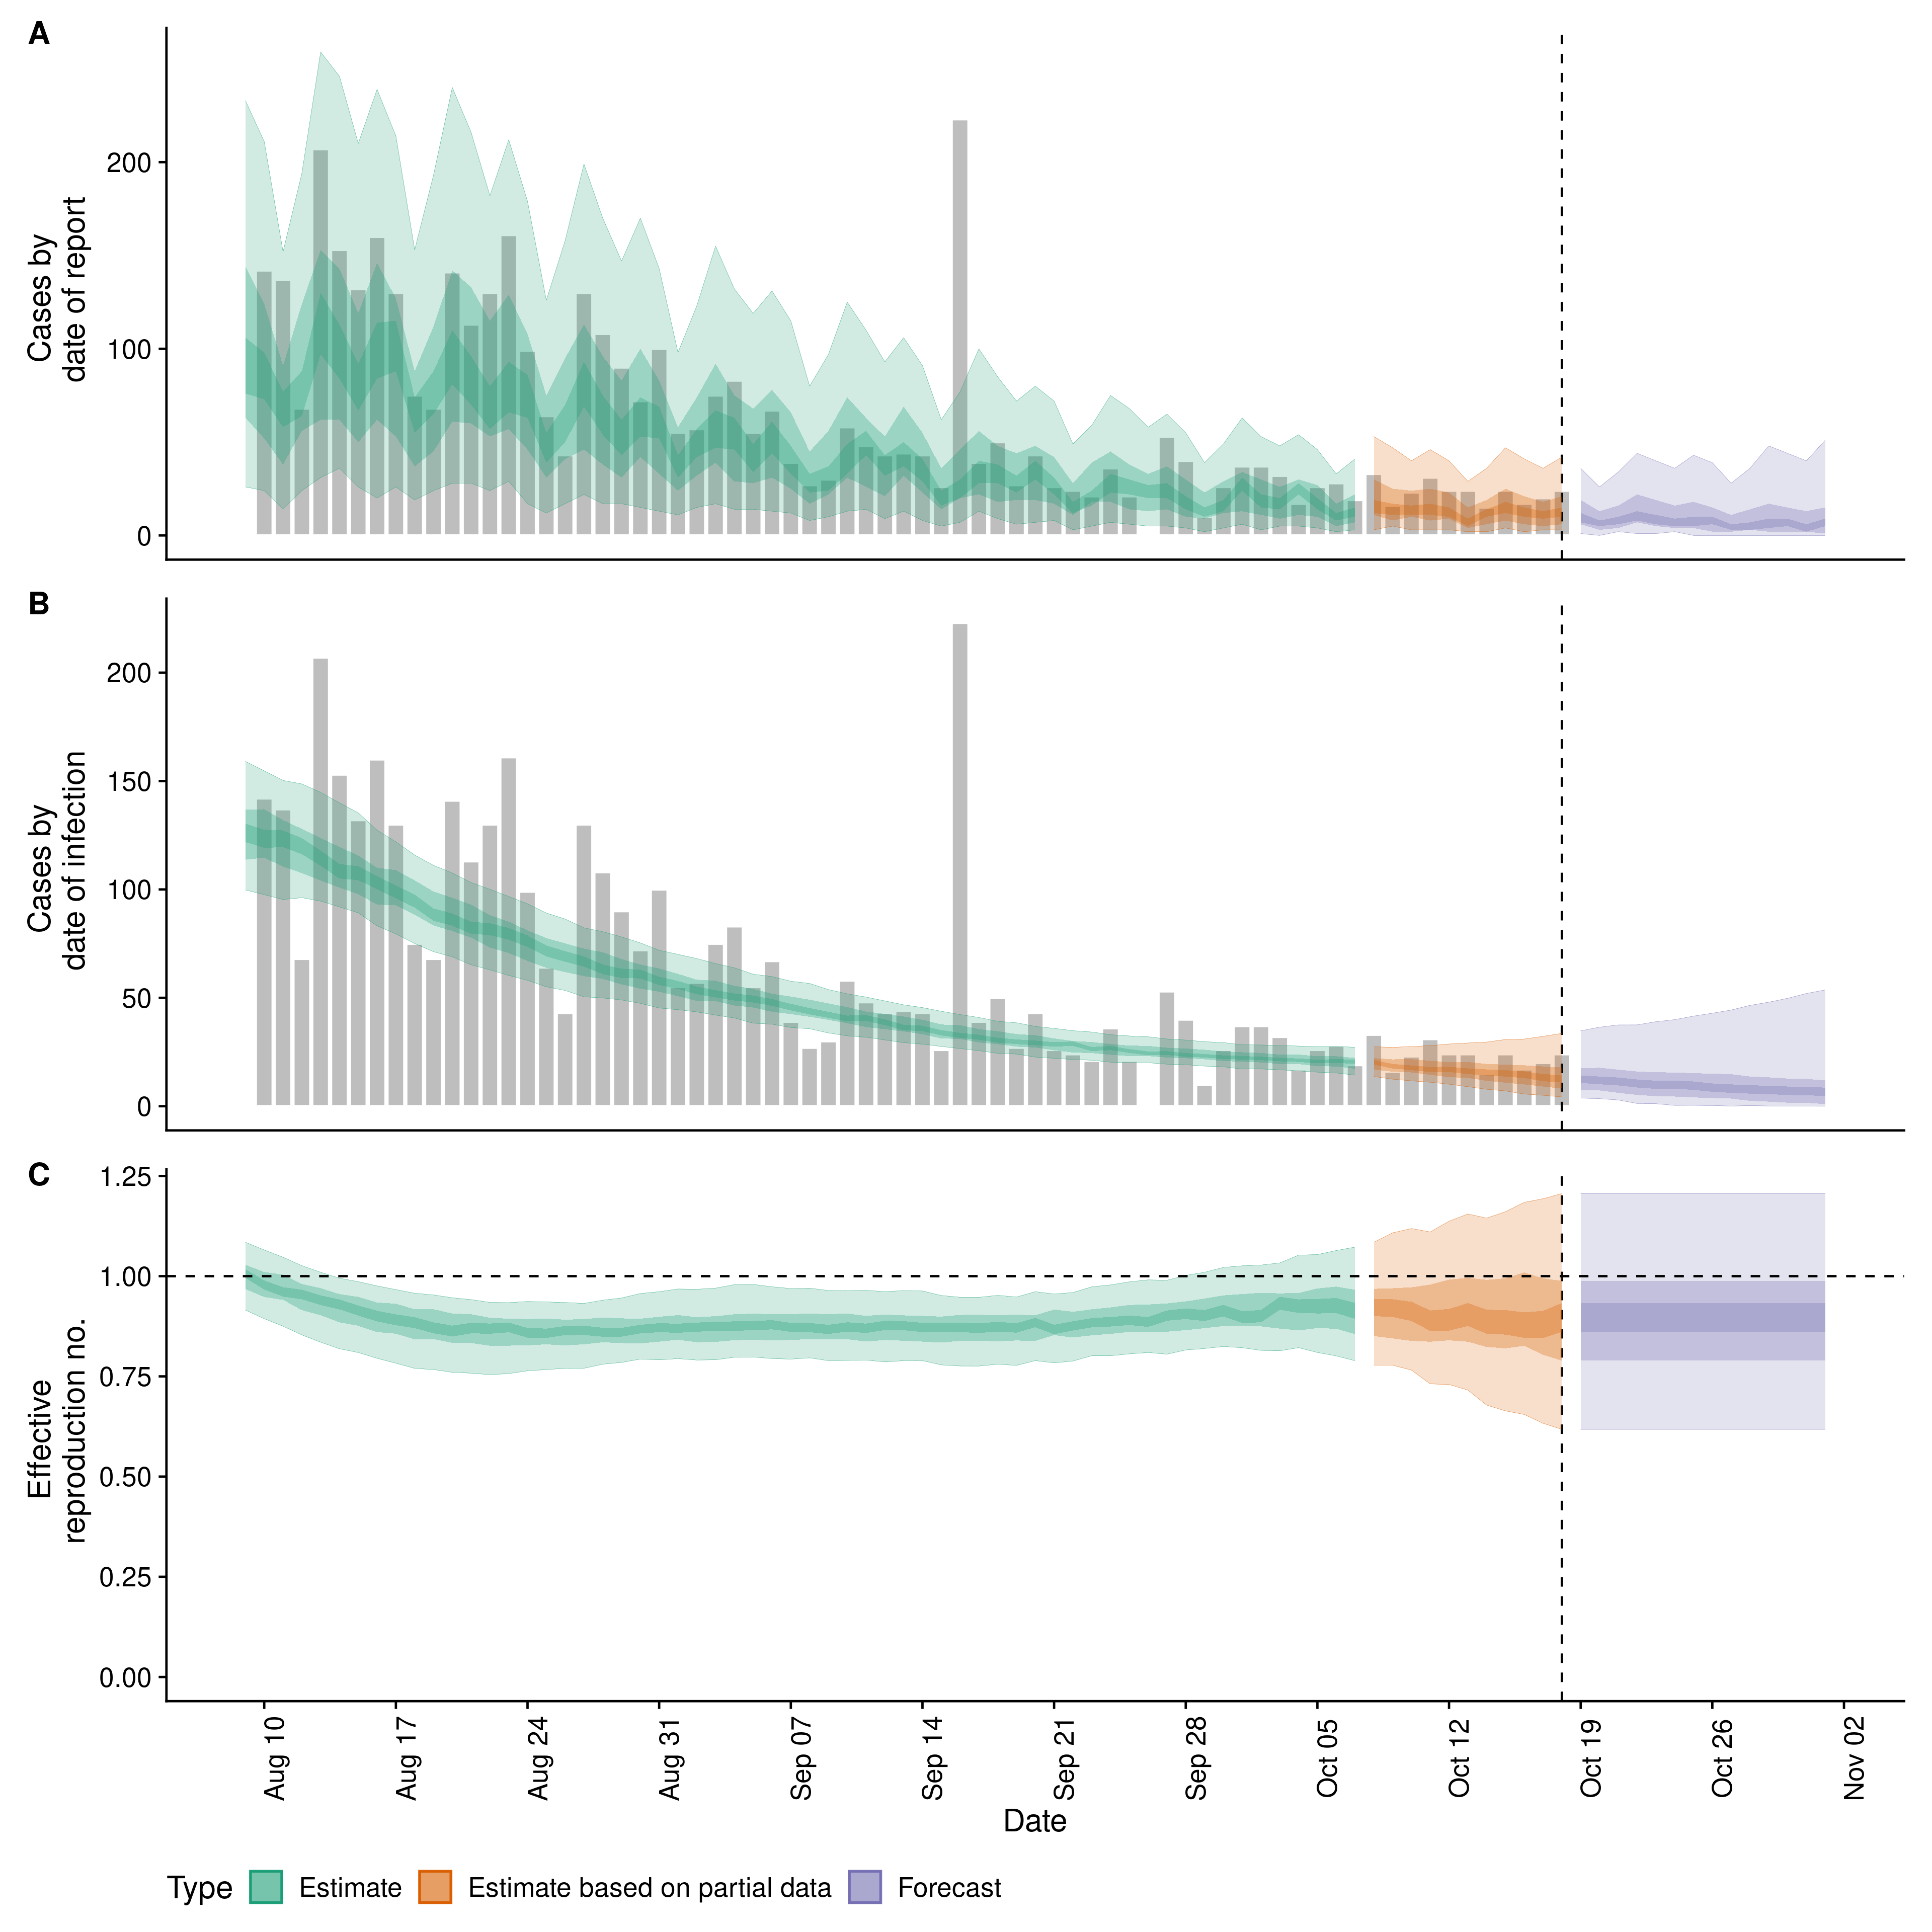 A
Cases by
date of report
200
100
0
B
Cases by
date of infection
200
150
100
50
0
C
Effective
reproduction no.
1.25
1.00
0.75
0.50
0.25
0.00
Aug 10
Aug 17
Aug 24
Aug 31
Sep 07
Sep 14
Sep 21
Sep 28
Oct 05
Oct 12
Oct 19
Oct 26
Nov 02
Date
Type Estimate Estimate based on partial data Forecast